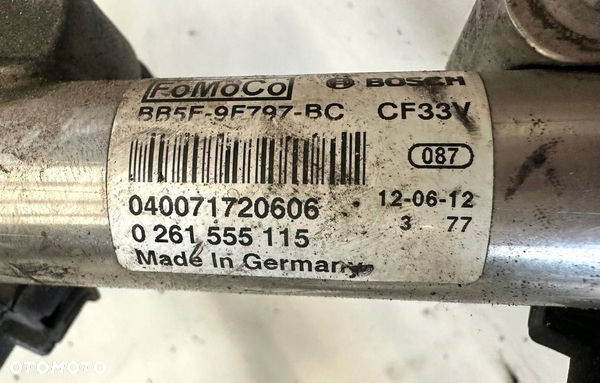 FoMoCo BOSCH
BB5F-9F797-BC CF33V
087
040071720606 12-06-12
0 261 555 115 3 77
Made In Germany
OTOMOTO